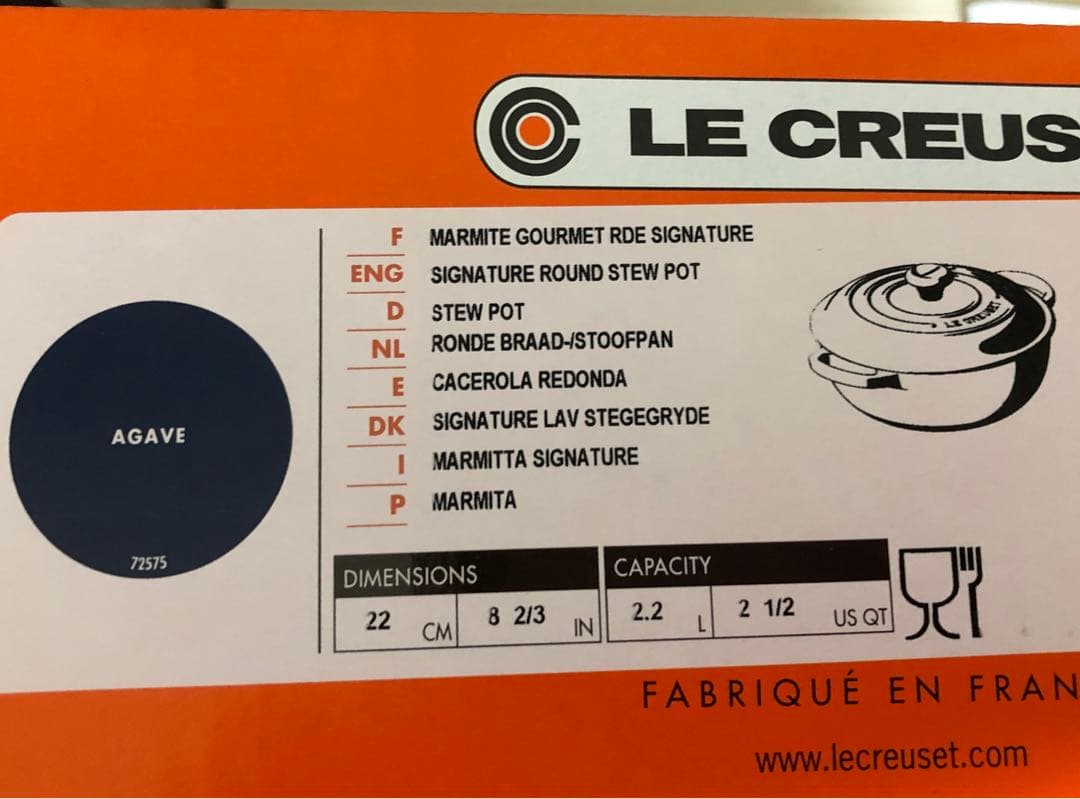 LE CREUS
F MARMITE GOURMET RDE SIGNATURE
ENG SIGNATURE ROUND STEW POT
D STEW POT
NL RONDE BRAAD-/STOOFPAN
E CACEROLA REDONDA
DK SIGNATURE LAV STEGEGRYDE
I MARMITTA SIGNATURE
P MARMITA
AGAVE
72575
LE CREUSET
DIMENSIONS CAPACITY
22 CM 8 2/3 IN 2.2 L 2 1/2 US QT
FABRIQUÉ EN FRAN
www.lecreuset.com